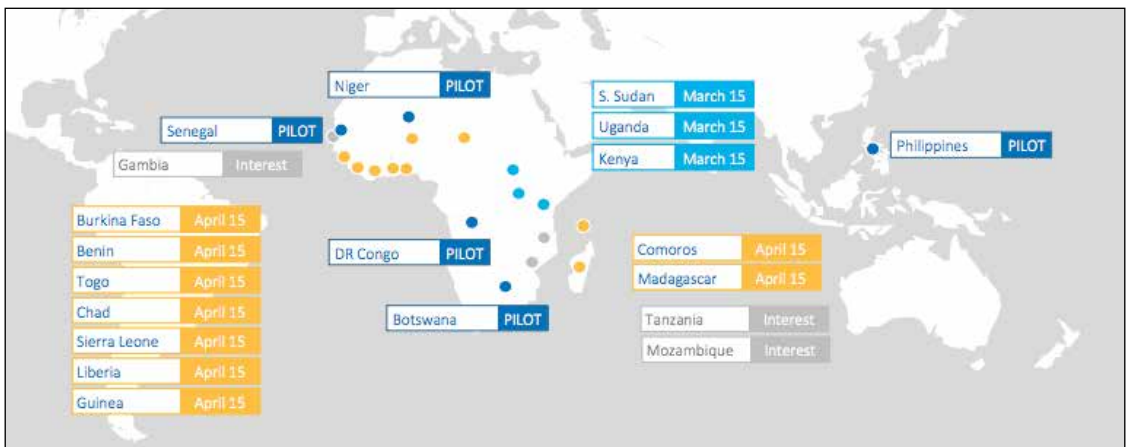 Niger PILOT
Senegal PILOT
Gambia Interest
S. Sudan March 15
Uganda March 15
Kenya March 15
Philippines PILOT
Burkina Faso April 15
Benin April 15
Togo April 15
Chad April 15
Sierra Leone April 15
Liberia April 15
Guinea April 15
DR Congo PILOT
Botswana PILOT
Comoros April 15
Madagascar April 15
Tanzania Interest
Mozambique Interest